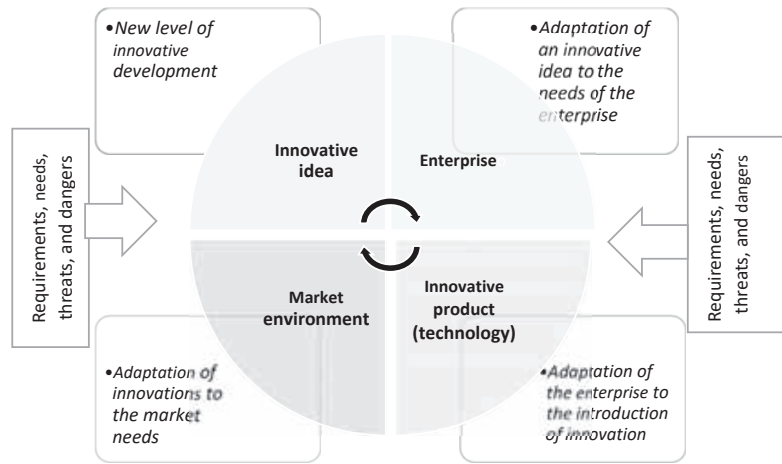 •New level of
innovative
development
•Adaptation of
an innovative
idea to the
needs of the
enterprise
Requirements, needs,
threats, and dangers
Innovative
idea
Enterprise
Requirements, needs,
threats, and dangers
Market
environment
Innovative
product
(technology)
•Adaptation of
innovations to
the market
needs
•Adaptation of
the enterprise to
the introduction
of innovation